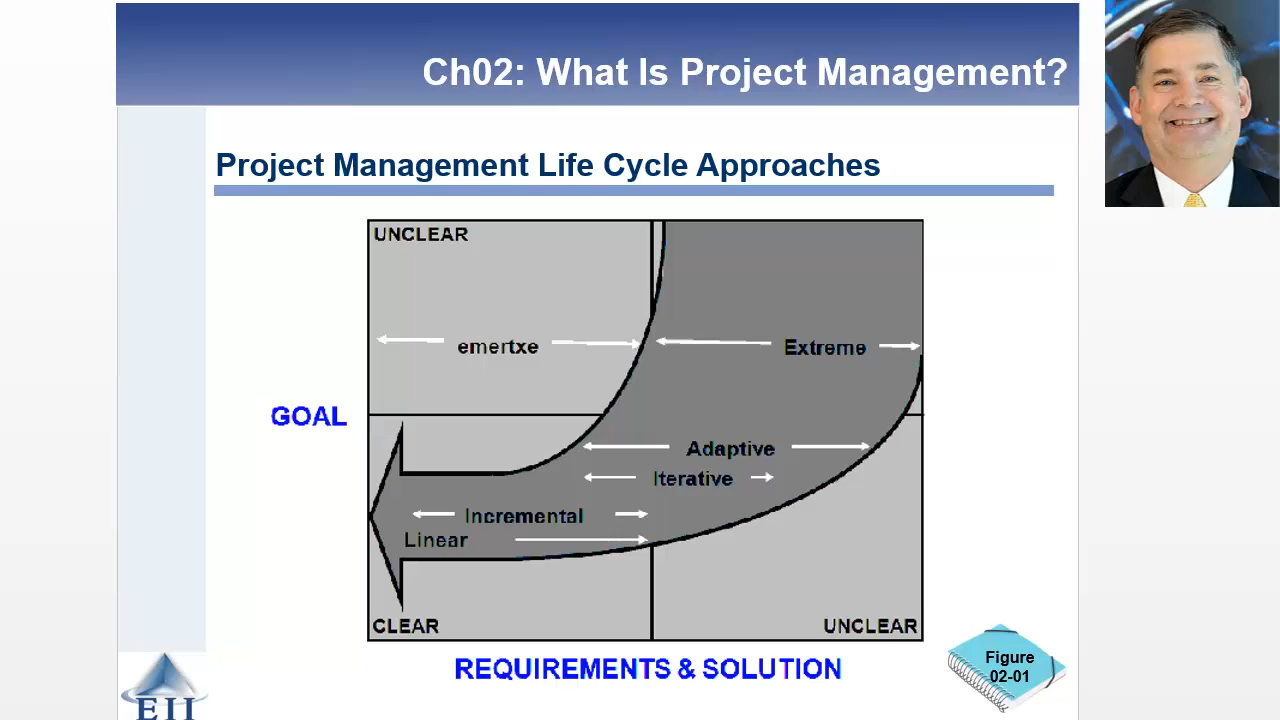 Ch02: What Is Project Management?
Project Management Life Cycle Approaches
UNCLEAR
emertxe
Extreme
GOAL
Adaptive
Iterative
Incremental
Linear
CLEAR
UNCLEAR
REQUIREMENTS & SOLUTION
Figure
02-01
EII